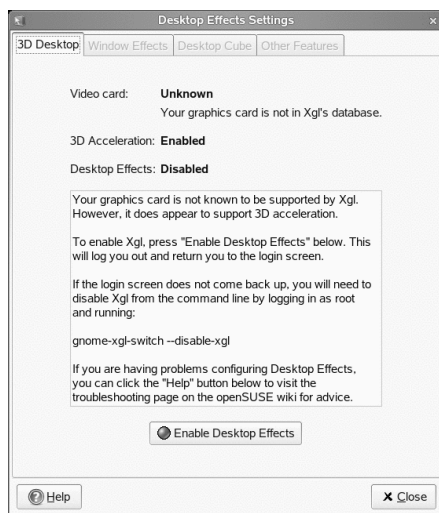 Desktop Effects Settings
3D Desktop Window Effects Desktop Cube Other Features
Video card: Unknown
Your graphics card is not in Xgl's database.
3D Acceleration: Enabled
Desktop Effects: Disabled
Your graphics card is not known to be supported by Xgl.
However, it does appear to support 3D acceleration.
To enable Xgl, press "Enable Desktop Effects" below. This
will log you out and return you to the login screen.
If the login screen does not come back up, you will need to
disable Xgl from the command line by logging in as root
and running:
gnome-xgl-switch --disable-xgl
If you are having problems configuring Desktop Effects,
you can click the "Help" button below to visit the
troubleshooting page on the openSUSE wiki for advice.
Enable Desktop Effects
Help
Close